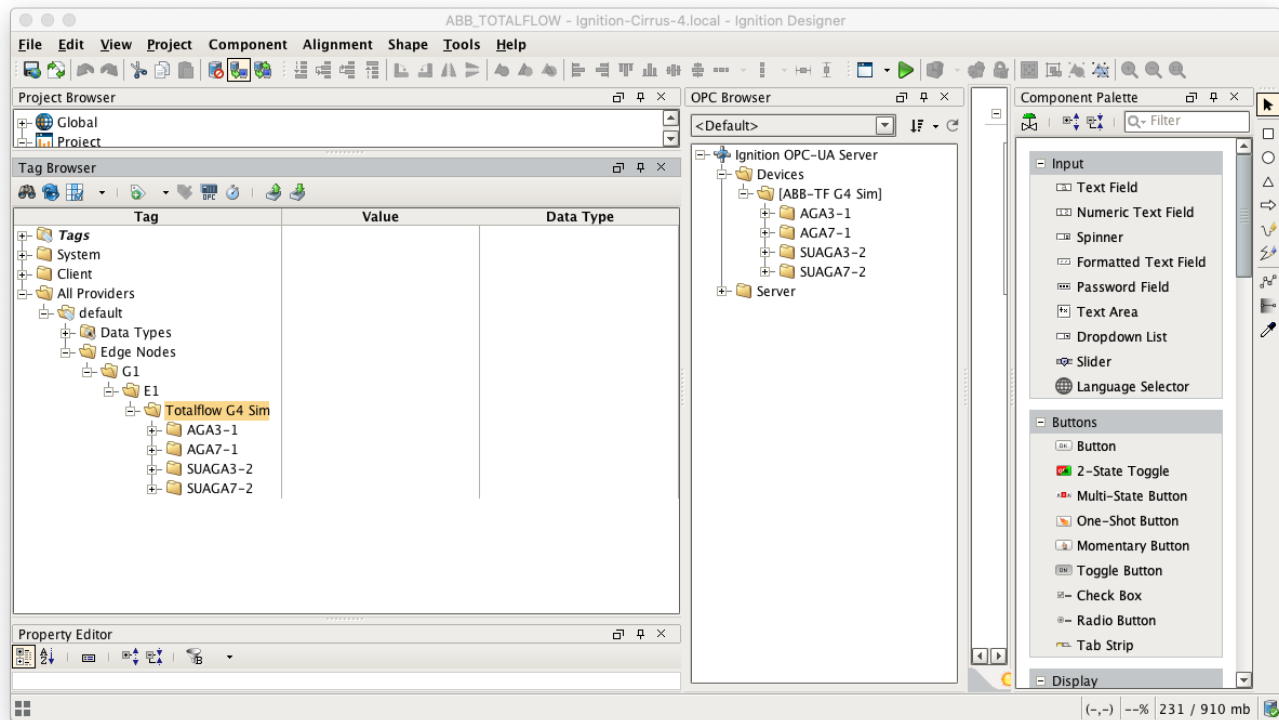 ABB_TOTALFLOW - Ignition-Cirrus-4.local - Ignition Designer
File Edit View Project Component Alignment Shape Tools Help
Project Browser
Global
Project
Tag Browser
OPC
Tag Value Data Type
Tags
System
Client
All Providers
default
Data Types
Edge Nodes
G1
E1
Totalflow G4 Sim
AGA3-1
AGA7-1
SUAGA3-2
SUAGA7-2
Property Editor
OPC Browser
<Default>
Ignition OPC-UA Server
Devices
[ABB-TF G4 Sim]
AGA3-1
AGA7-1
SUAGA3-2
SUAGA7-2
Server
Component Palette
Filter
Input
Text Field
Numeric Text Field
Spinner
Formatted Text Field
Password Field
Text Area
Dropdown List
Slider
Language Selector
Buttons
Button
2-State Toggle
Multi-State Button
One-Shot Button
Momentary Button
Toggle Button
Check Box
Radio Button
Tab Strip
Display
(-,-) --% 231 / 910 mb